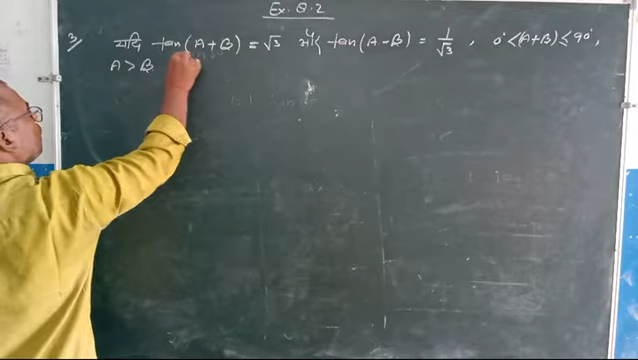 Ex. 8.2
3) यदि tan(A+B) = √3 और tan(A-B) = 1/√3 , 0°<(A+B)≤90°,
A>B